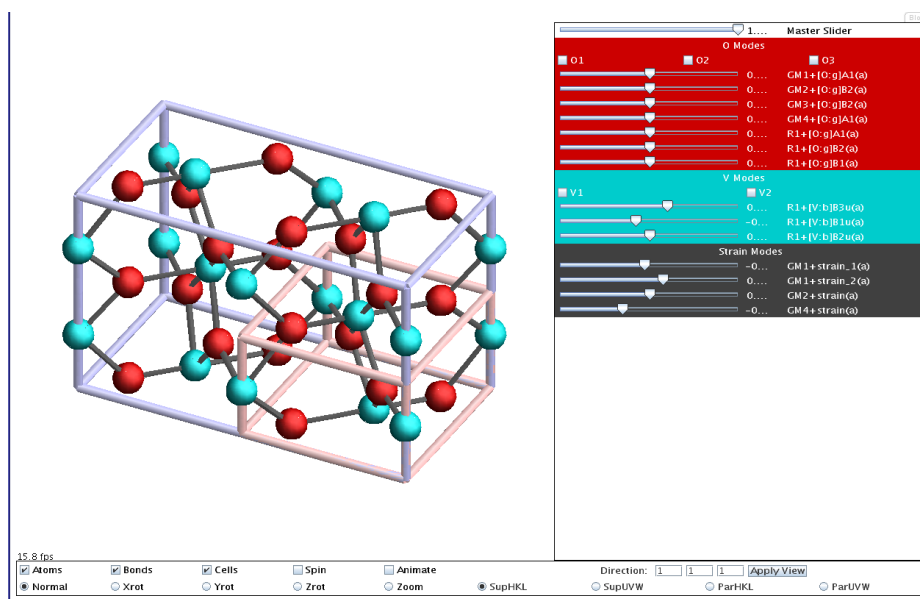 1.... Master Slider
O Modes
O1 O2 O3
0.... GM1+[O:g]A1(a)
0.... GM2+[O:g]B2(a)
0.... GM3+[O:g]B2(a)
0.... GM4+[O:g]A1(a)
0.... R1+[O:g]A1(a)
0.... R1+[O:g]B2(a)
0.... R1+[O:g]B1(a)
V Modes
V1 V2
0.... R1+[V:b]B3u(a)
-0... R1+[V:b]B1u(a)
0.... R1+[V:b]B2u(a)
Strain Modes
-0... GM1+strain_1(a)
0.... GM1+strain_2(a)
0.... GM2+strain(a)
-0... GM4+strain(a)
15.8 fps
Atoms Bonds Cells Spin Animate Direction: 1 1 1 Apply View
Normal Xrot Yrot Zrot Zoom SupHKL SupUVW ParHKL ParUVW